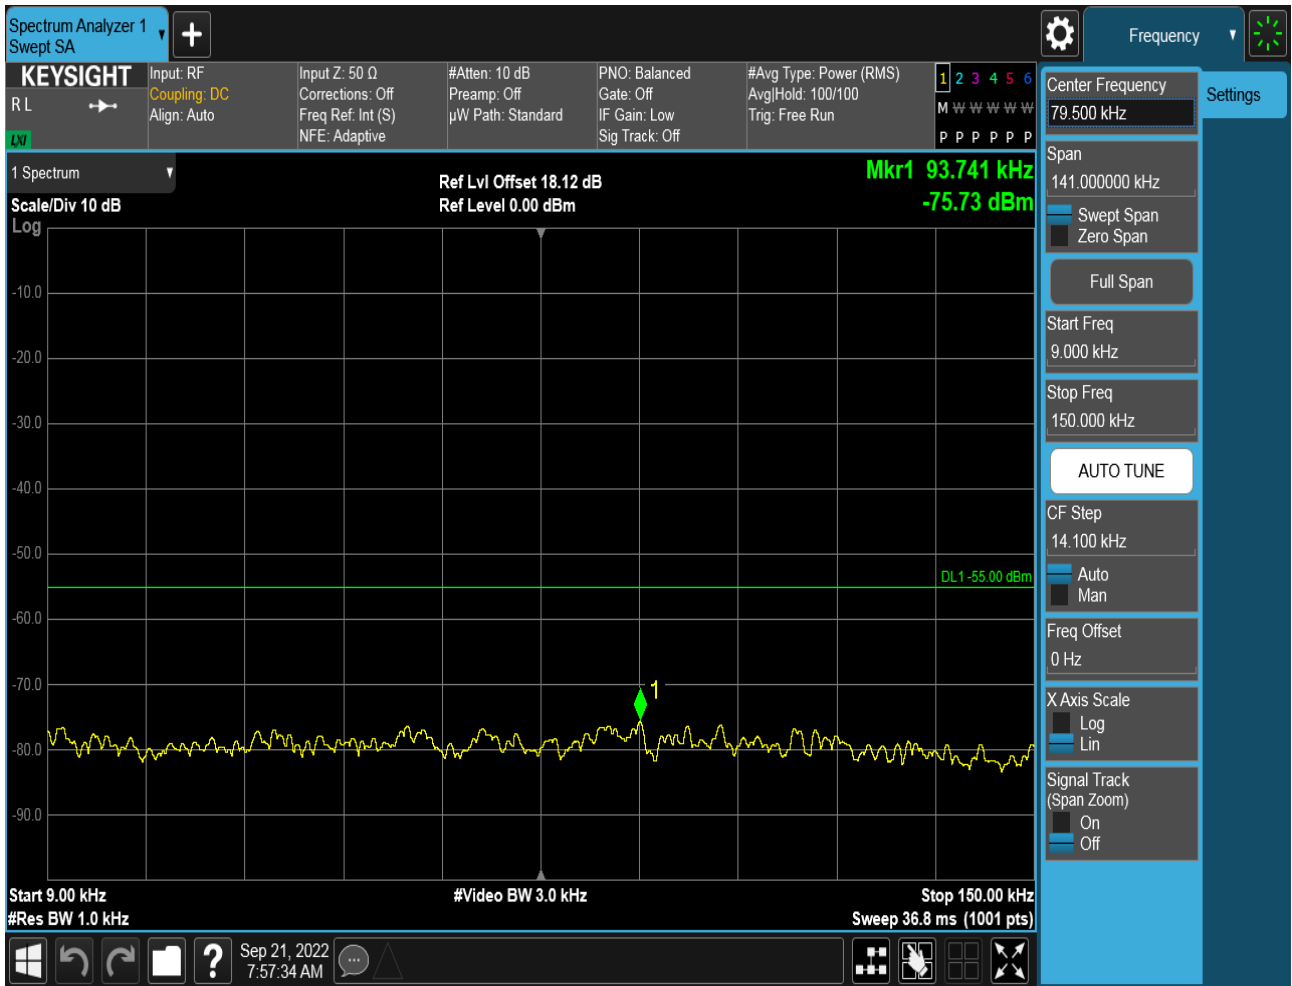 Spectrum Analyzer 1
Swept SA
Frequency
KEYSIGHT
R L
LXI
Input: RF
Coupling: DC
Align: Auto
Input Z: 50 Ω
Corrections: Off
Freq Ref: Int (S)
NFE: Adaptive
#Atten: 10 dB
Preamp: Off
µW Path: Standard
PNO: Balanced
Gate: Off
IF Gain: Low
Sig Track: Off
#Avg Type: Power (RMS)
Avg|Hold: 100/100
Trig: Free Run
1 2 3 4 5 6
M W W W W W
P P P P P P
1 Spectrum
Scale/Div 10 dB
Log
Ref Lvl Offset 18.12 dB
Ref Level 0.00 dBm
Mkr1 93.741 kHz
-75.73 dBm
-10.0
-20.0
-30.0
-40.0
-50.0
DL1 -55.00 dBm
-60.0
-70.0
1
-80.0
-90.0
Start 9.00 kHz
#Res BW 1.0 kHz
#Video BW 3.0 kHz
Stop 150.00 kHz
Sweep 36.8 ms (1001 pts)
Center Frequency
79.500 kHz
Settings
Span
141.000000 kHz
Swept Span
Zero Span
Full Span
Start Freq
9.000 kHz
Stop Freq
150.000 kHz
AUTO TUNE
CF Step
14.100 kHz
Auto
Man
Freq Offset
0 Hz
X Axis Scale
Log
Lin
Signal Track
(Span Zoom)
On
Off
?
Sep 21, 2022
7:57:34 AM